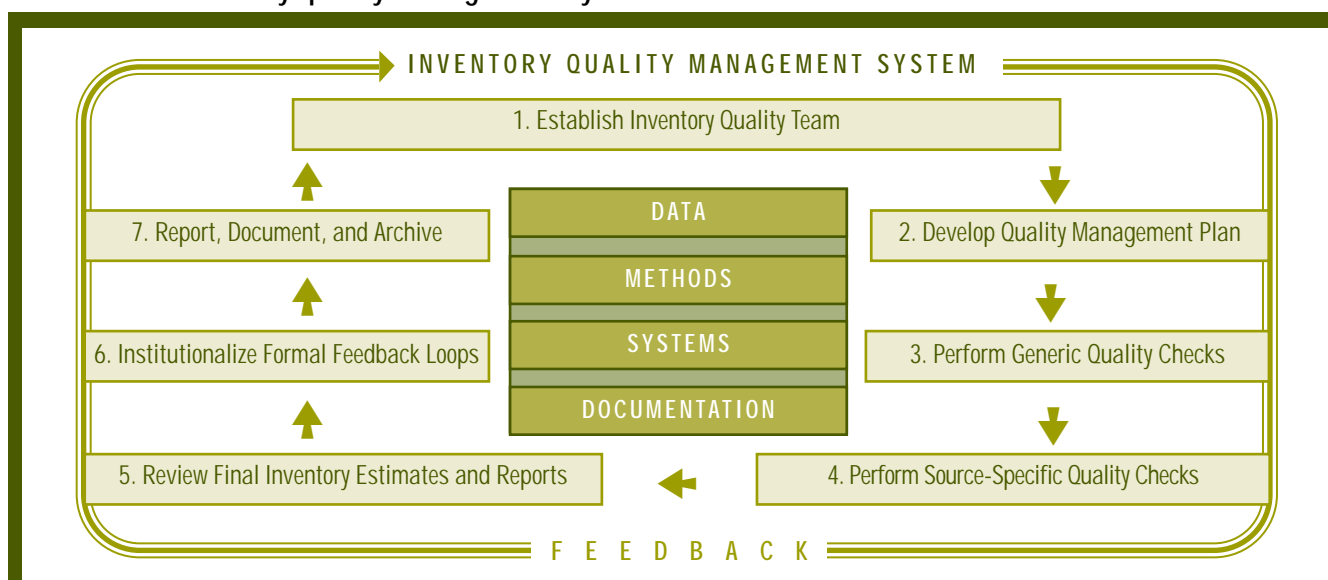 INVENTORY QUALITY MANAGEMENT SYSTEM
1. Establish Inventory Quality Team
DATA
7. Report, Document, and Archive
2. Develop Quality Management Plan
METHODS
SYSTEMS
6. Institutionalize Formal Feedback Loops
3. Perform Generic Quality Checks
DOCUMENTATION
5. Review Final Inventory Estimates and Reports
4. Perform Source-Specific Quality Checks
FEEDBACK